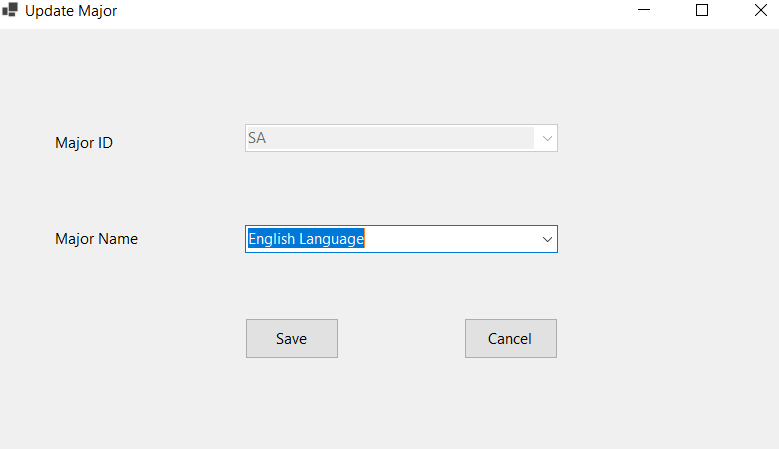 Update Major
Major ID
SA
Major Name
English Language
Save
Cancel